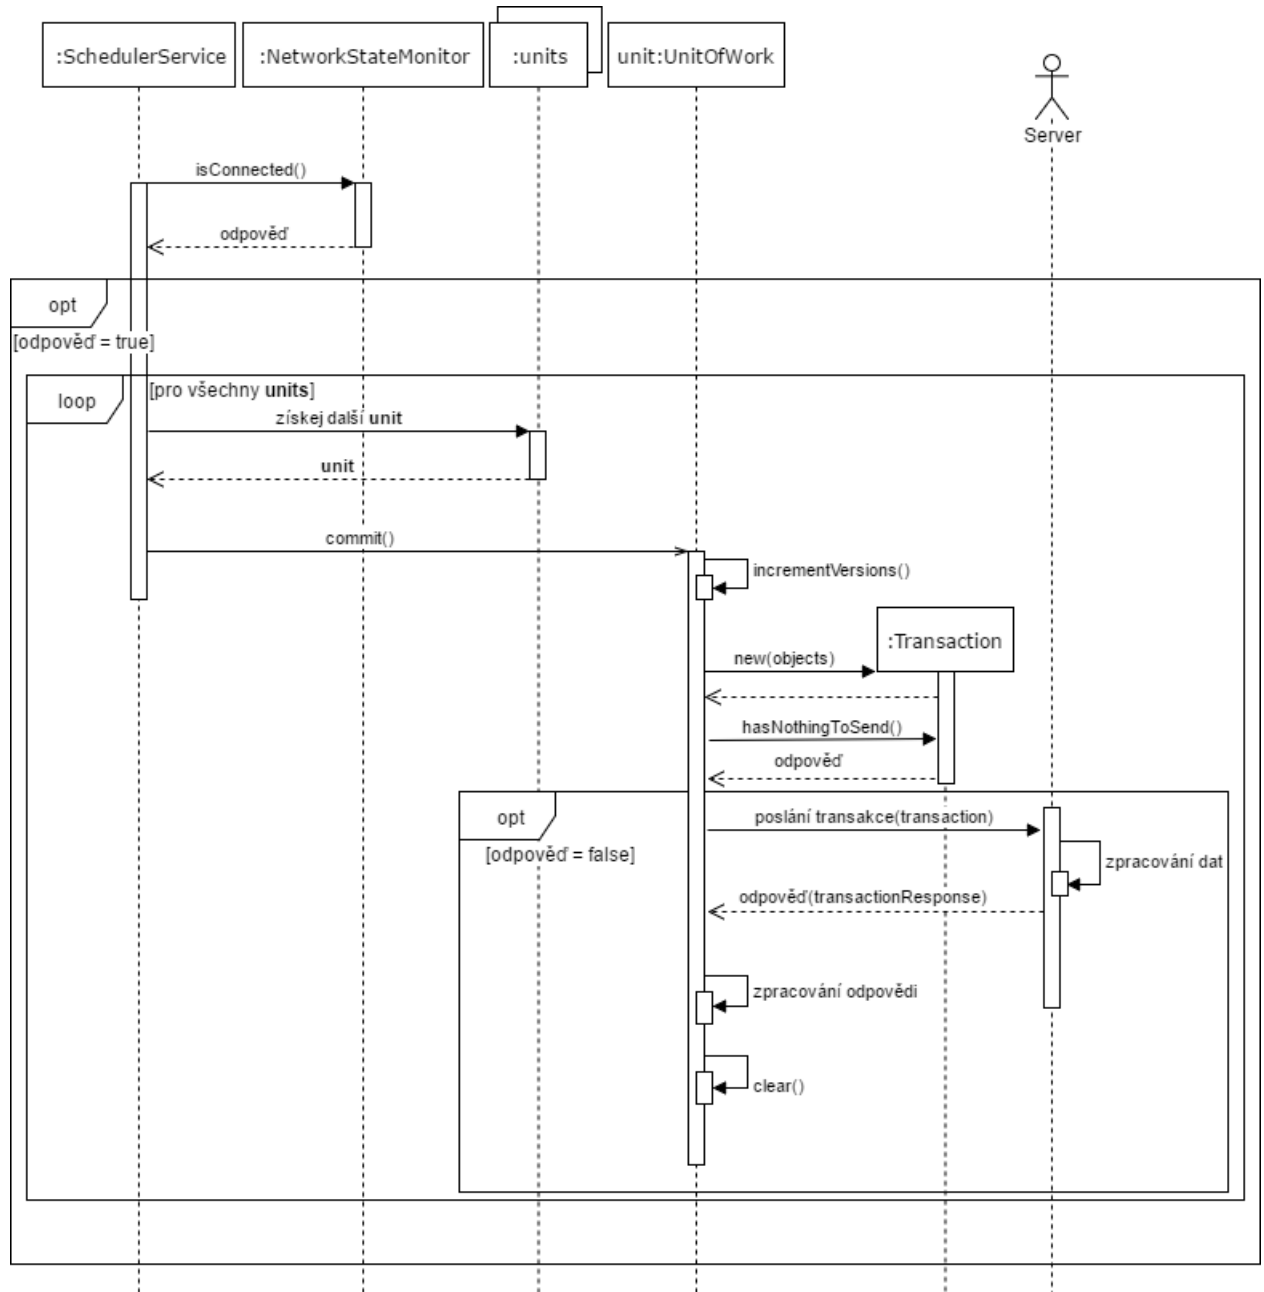 :SchedulerService
:NetworkStateMonitor
:units
unit:UnitOfWork
Server
isConnected()
odpověď
opt
[odpověď = true]
loop
[pro všechny units]
získej další unit
unit
commit()
incrementVersions()
:Transaction
new(objects)
hasNothingToSend()
odpověď
opt
[odpověď = false]
poslání transakce(transaction)
zpracování dat
odpověď(transactionResponse)
zpracování odpovědi
clear()